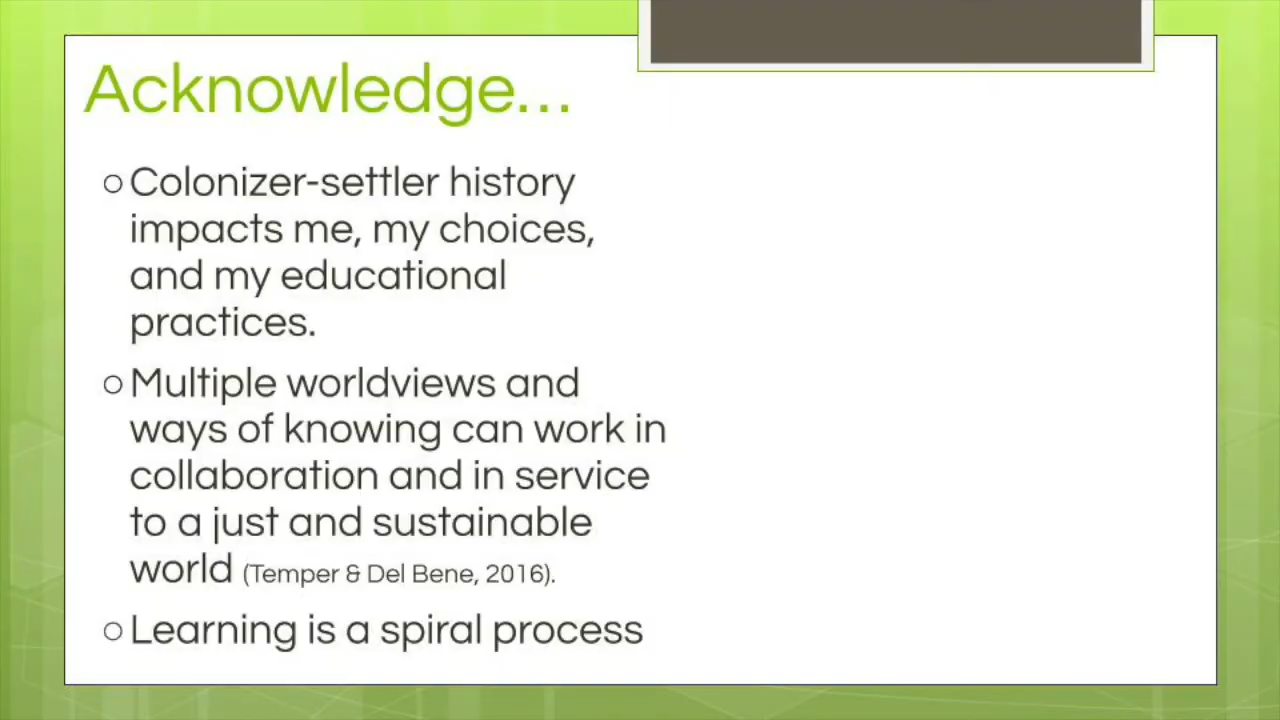 Acknowledge…
○ Colonizer-settler history
impacts me, my choices,
and my educational
practices.
○ Multiple worldviews and
ways of knowing can work in
collaboration and in service
to a just and sustainable
world (Temper & Del Bene, 2016).
○ Learning is a spiral process